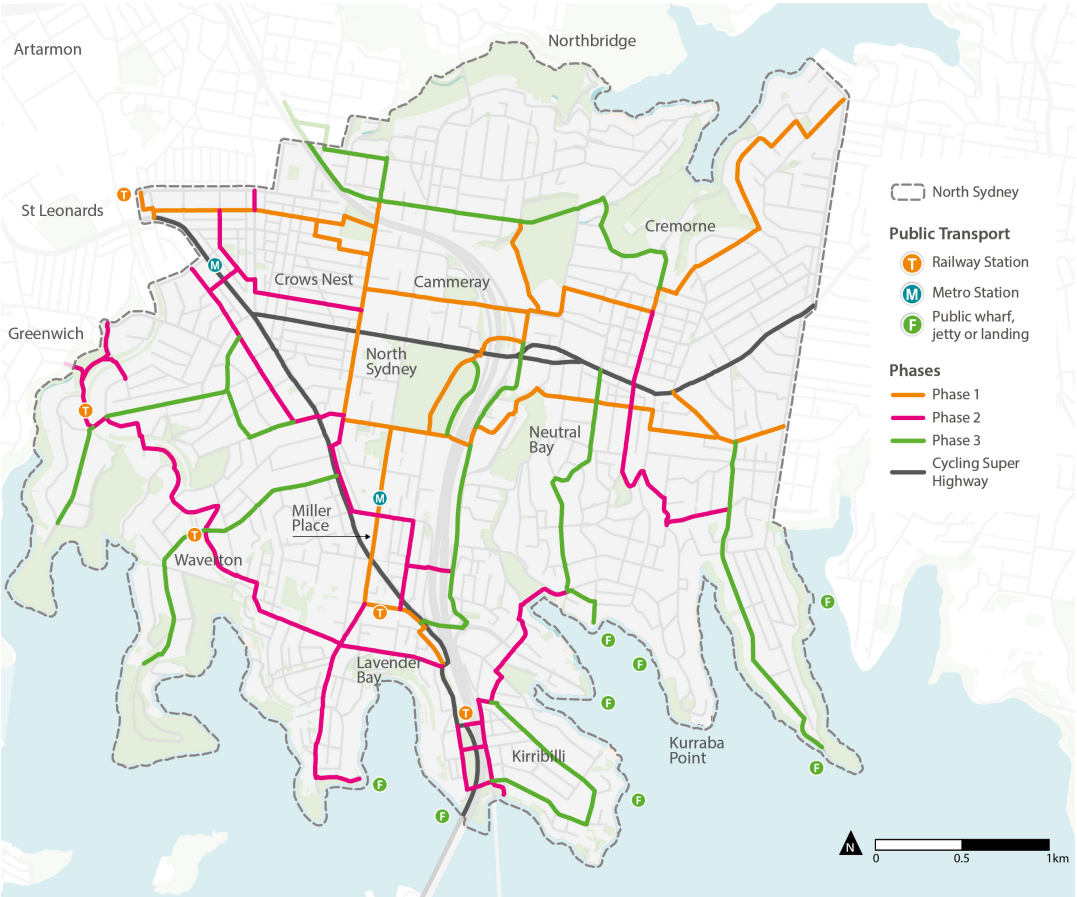 Artarmon
Northbridge
T
St Leonards
Cremorne
M
Crows Nest
Cammeray
Greenwich
North
Sydney
T
Neutral
Bay
M
Miller
Place
T
Waverton
T
F
F
F
Lavender
Bay
F
T
Kurraba
Point
Kirribilli
F
F
F
F
North Sydney
Public Transport
T
Railway Station
M
Metro Station
F
Public wharf,
jetty or landing
Phases
Phase 1
Phase 2
Phase 3
Cycling Super
Highway
N
0
0.5
1km